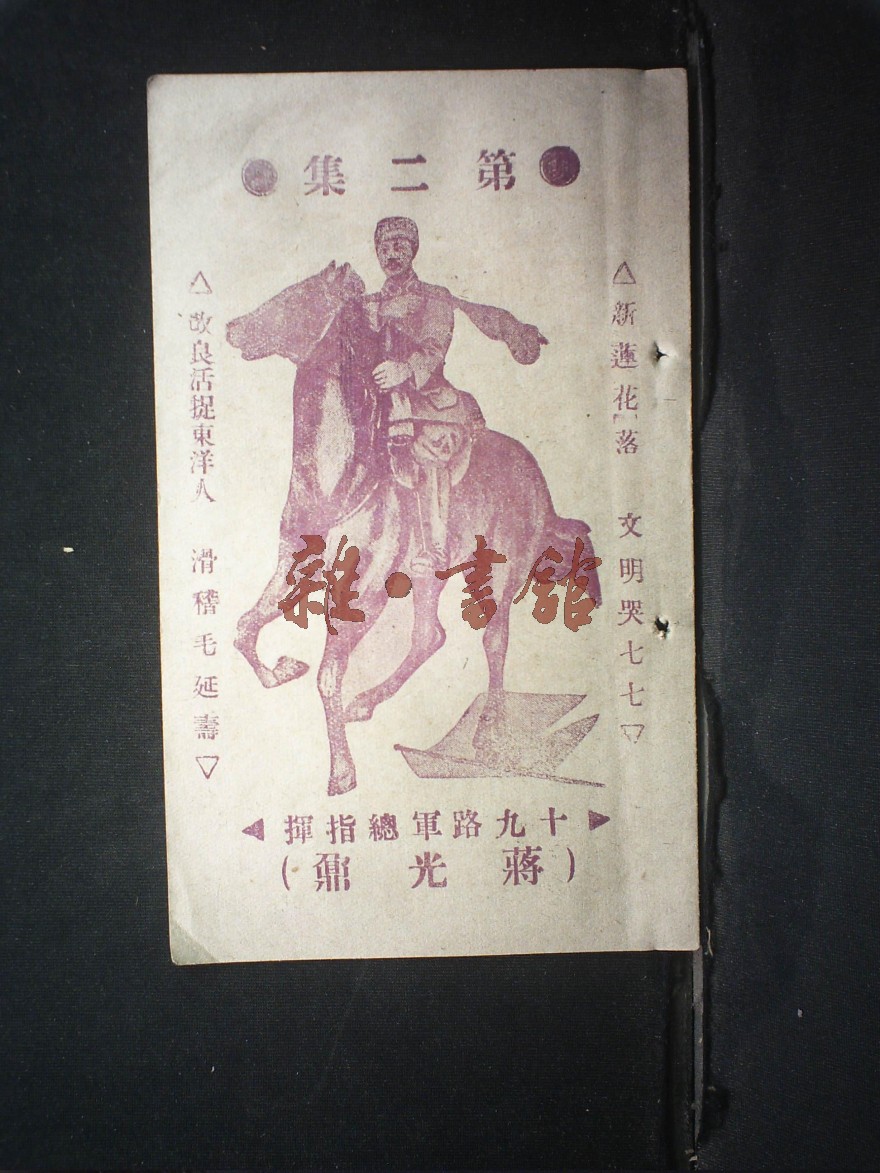 第二集
新蓮花落 文明哭七七
改良活捉東洋人 滑稽毛延壽
十九路軍總指揮
(蔣光鼐)
雜·書館